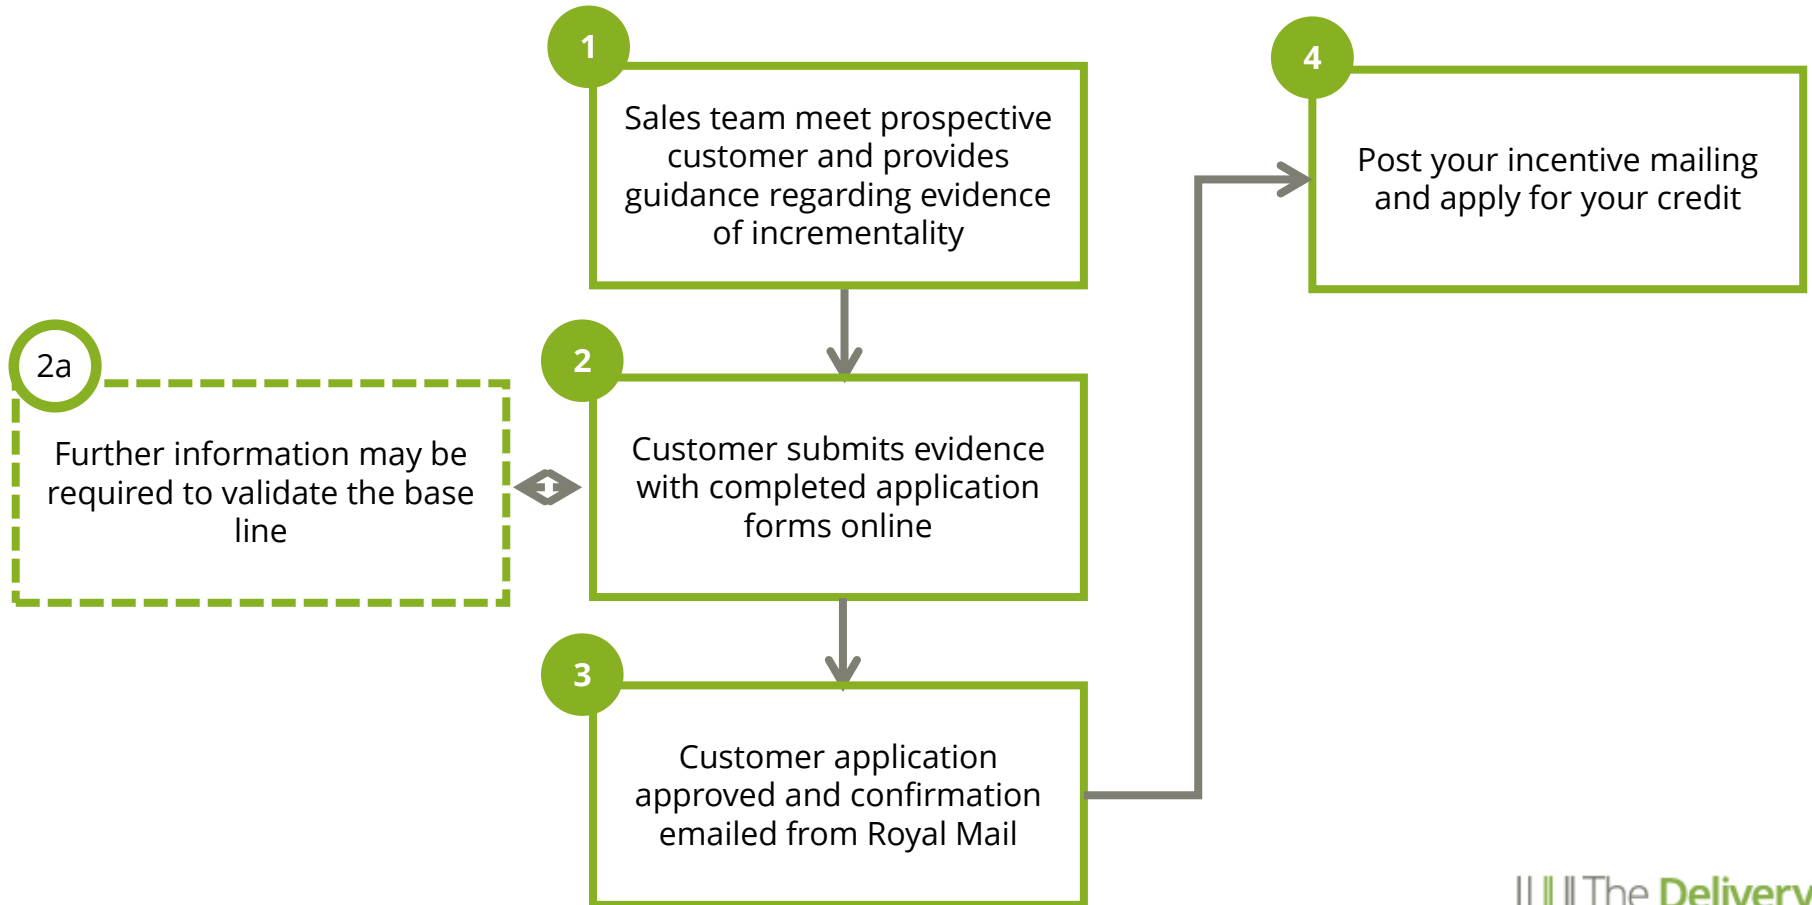 1
Sales team meet prospective
customer and provides
guidance regarding evidence
of incrementality
2
Customer submits evidence
with completed application
forms online
2a
Further information may be
required to validate the base
line
3
Customer application
approved and confirmation
emailed from Royal Mail
4
Post your incentive mailing
and apply for your credit
The Delivery